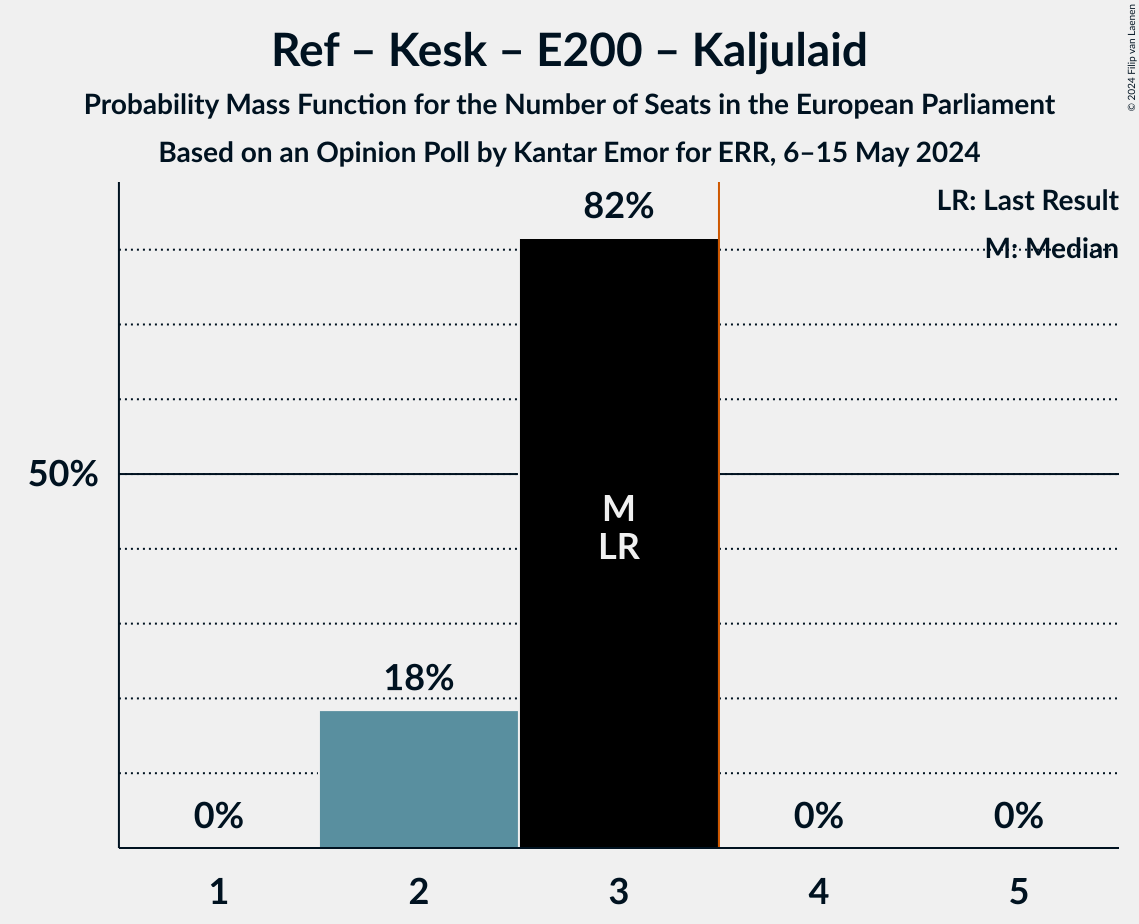 Ref – Kesk – E200 – Kaljulaid
Probability Mass Function for the Number of Seats in the European Parliament
Based on an Opinion Poll by Kantar Emor for ERR, 6–15 May 2024
© 2024 Filip van Laenen
LR: Last Result
M: Median
82%
50%
M
LR
18%
0%
0%
0%
1
2
3
4
5